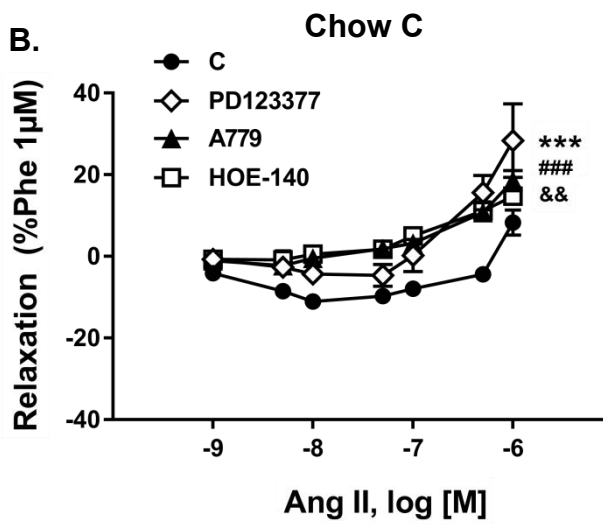 B.
Chow C
C
PD123377
A779
HOE-140
Relaxation (%Phe 1µM)
40
20
0
-20
-40
***
###
&&
-9 -8 -7 -6
Ang II, log [M]